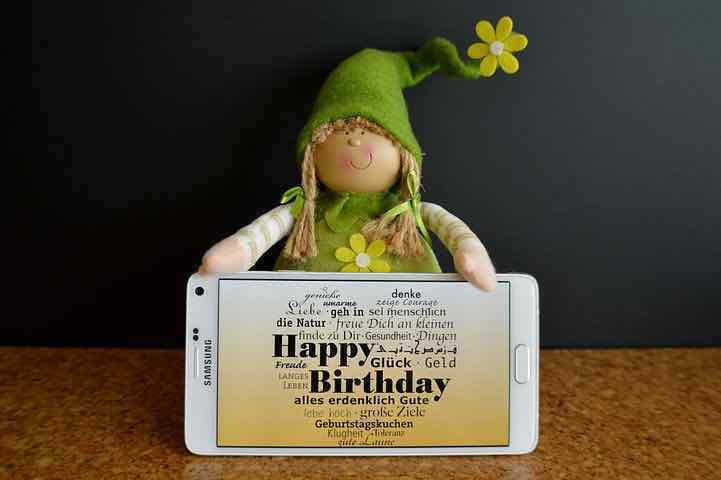 SAMSUNG
genieße denke
umarme zeige Courage
Liebe · geh in sei menschlich
die Natur · freue Dich an kleinen
finde zu Dir · Gesundheit · Dingen
Happy
Freude Glück · Geld
LANGES
LEBEN Birthday
alles erdenklich Gute
lebe hoch · große Ziele
Geburtstagskuchen
Klugheit · Toleranz
gute Laune